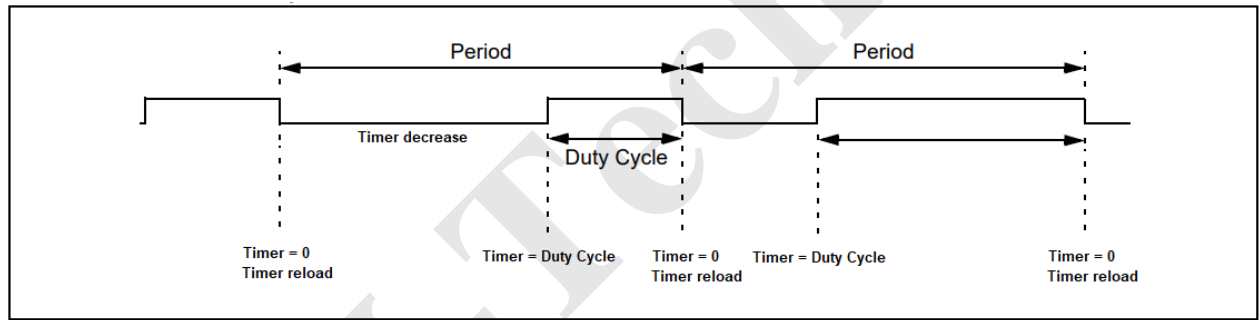 Period Period
Timer decrease
Duty Cycle
Timer = 0 Timer = Duty Cycle Timer = 0 Timer = Duty Cycle Timer = 0
Timer reload Timer reload Timer reload